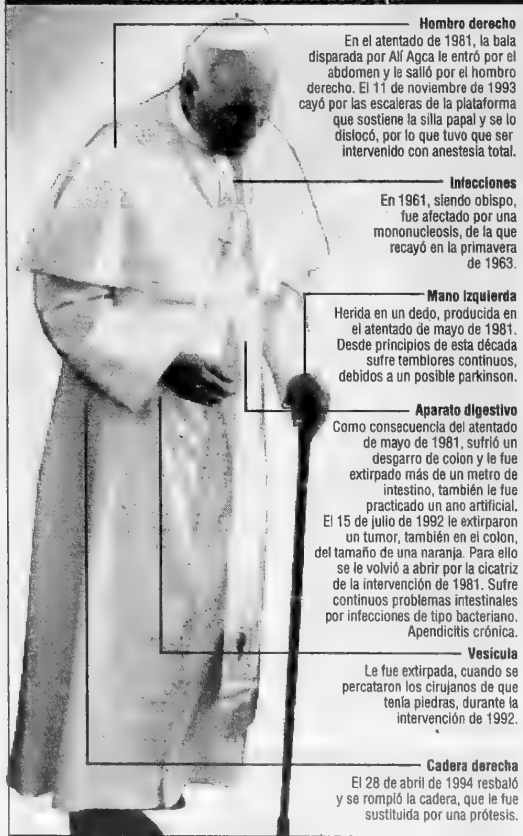 Hombro derecho
En el atentado de 1981, la bala
disparada por Alí Agca le entró por el
abdomen y le salió por el hombro
derecho. El 11 de noviembre de 1993
cayó por las escaleras de la plataforma
que sostiene la silla papal y se lo
dislocó, por lo que tuvo que ser
intervenido con anestesia total.
Infecciones
En 1961, siendo obispo,
fue afectado por una
mononucleosis, de la que
recayó en la primavera
de 1963.
Mano Izquierda
Herida en un dedo, producida en
el atentado de mayo de 1981.
Desde principios de esta década
sufre temblores continuos,
debidos a un posible parkinson.
Aparato digestivo
Como consecuencia del atentado
de mayo de 1981, sufrió un
desgarro de colon y le fue
extirpado más de un metro de
intestino, también le fue
practicado un ano artificial.
El 15 de julio de 1992 le extirparon
un tumor, también en el colon,
del tamaño de una naranja. Para ello
se le volvió a abrir por la cicatriz
de la intervención de 1981. Sufre
continuos problemas intestinales
por infecciones de tipo bacteriano.
Apendicitis crónica.
Vesícula
Le fue extirpada, cuando se
percataron los cirujanos de que
tenía piedras, durante la
intervención de 1992.
Cadera derecha
El 28 de abril de 1994 resbaló
y se rompió la cadera, que le fue
sustituida por una prótesis.